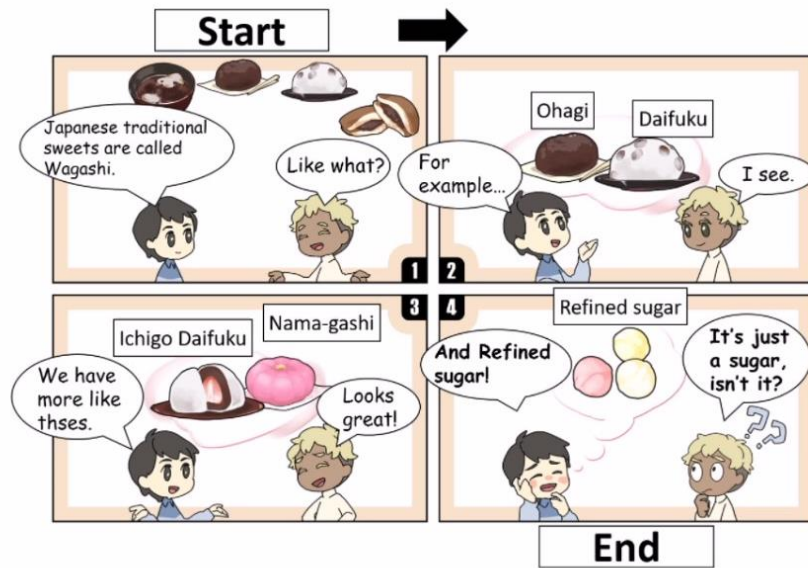 Start
Japanese traditional
sweets are called
Wagashi.
Like what?
1
For
example...
Ohagi
Daifuku
I see.
2
We have
more like
thses.
Ichigo Daifuku
Nama-gashi
Looks
great!
3
4
And Refined
sugar!
Refined sugar
It's just
a sugar,
isn't it?
??
End